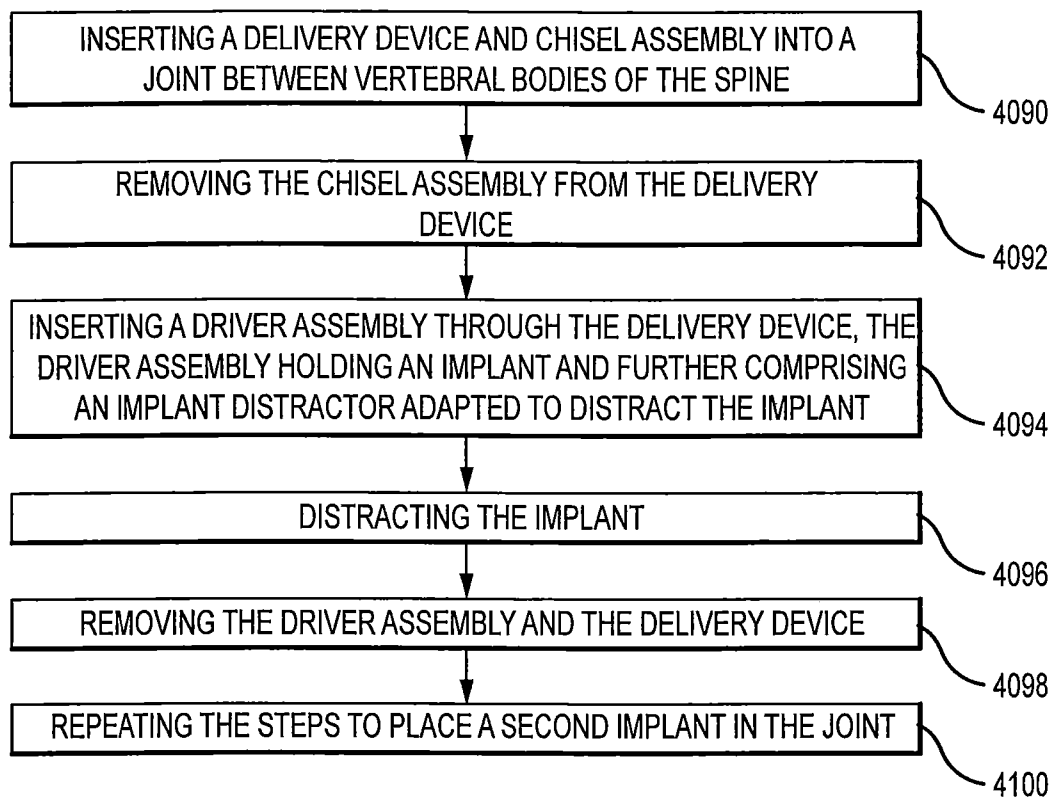 INSERTING A DELIVERY DEVICE AND CHISEL ASSEMBLY INTO A
JOINT BETWEEN VERTEBRAL BODIES OF THE SPINE
4090
REMOVING THE CHISEL ASSEMBLY FROM THE DELIVERY
DEVICE
4092
INSERTING A DRIVER ASSEMBLY THROUGH THE DELIVERY DEVICE, THE
DRIVER ASSEMBLY HOLDING AN IMPLANT AND FURTHER COMPRISING
AN IMPLANT DISTRACTOR ADAPTED TO DISTRACT THE IMPLANT
4094
DISTRACTING THE IMPLANT
4096
REMOVING THE DRIVER ASSEMBLY AND THE DELIVERY DEVICE
4098
REPEATING THE STEPS TO PLACE A SECOND IMPLANT IN THE JOINT
4100